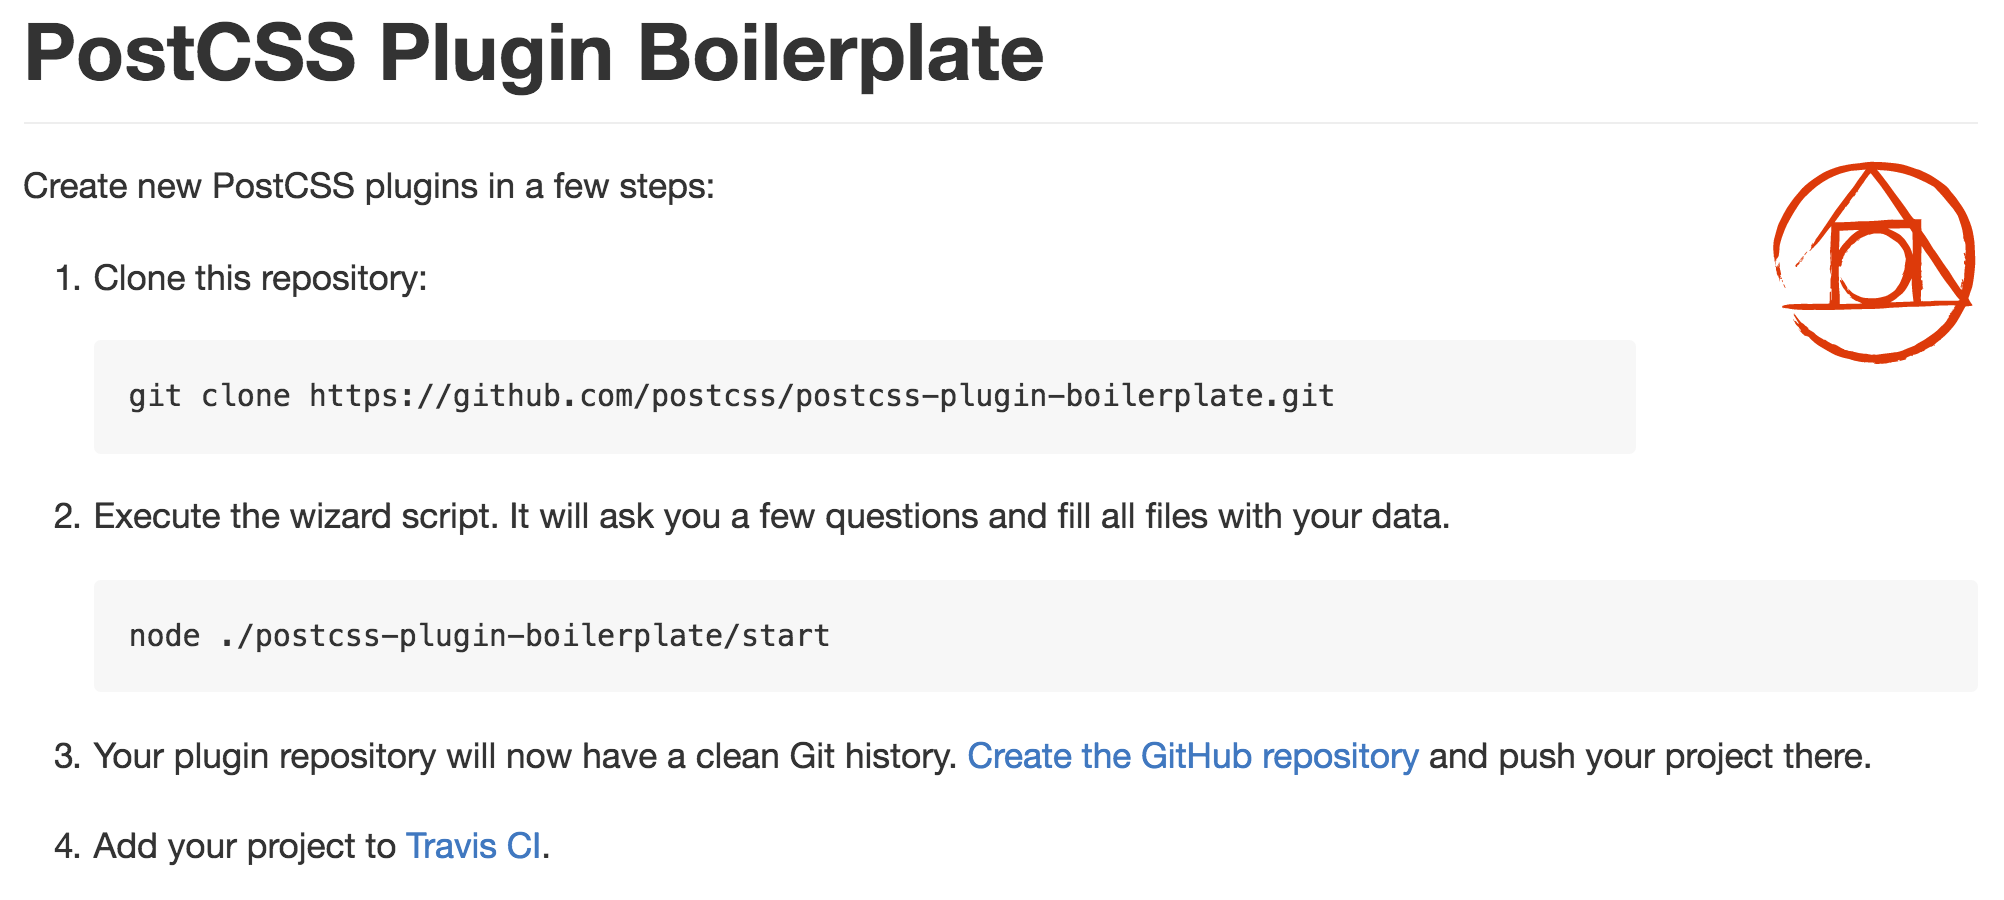 PostCSS Plugin Boilerplate
Create new PostCSS plugins in a few steps:
1. Clone this repository:
git clone https://github.com/postcss/postcss-plugin-boilerplate.git
2. Execute the wizard script. It will ask you a few questions and fill all files with your data.
node ./postcss-plugin-boilerplate/start
3. Your plugin repository will now have a clean Git history. Create the GitHub repository and push your project there.
4. Add your project to Travis CI.